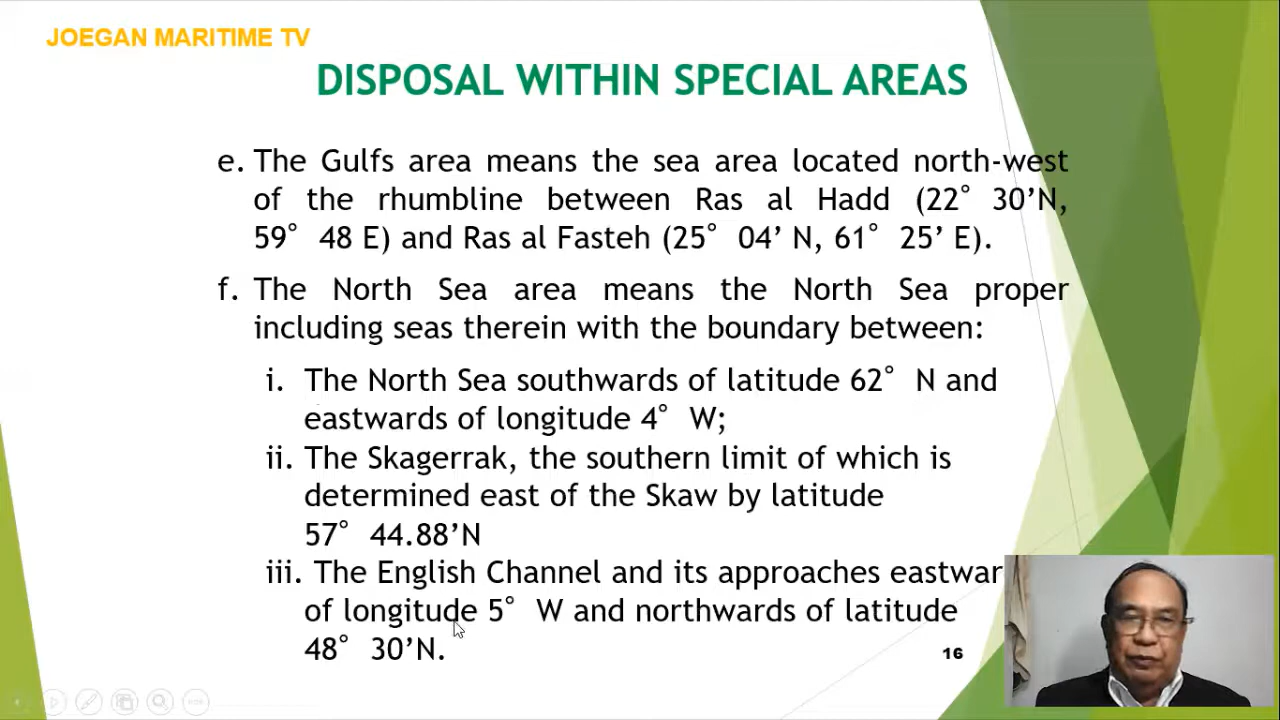 JOEGAN MARITIME TV
DISPOSAL WITHIN SPECIAL AREAS
e. The Gulfs area means the sea area located north-west
of the rhumbline between Ras al Hadd (22° 30’N,
59° 48 E) and Ras al Fasteh (25° 04’ N, 61° 25’ E).
f. The North Sea area means the North Sea proper
including seas therein with the boundary between:
i. The North Sea southwards of latitude 62° N and
eastwards of longitude 4° W;
ii. The Skagerrak, the southern limit of which is
determined east of the Skaw by latitude
57° 44.88’N
iii. The English Channel and its approaches eastwar
of longitude 5° W and northwards of latitude
48° 30’N.
16